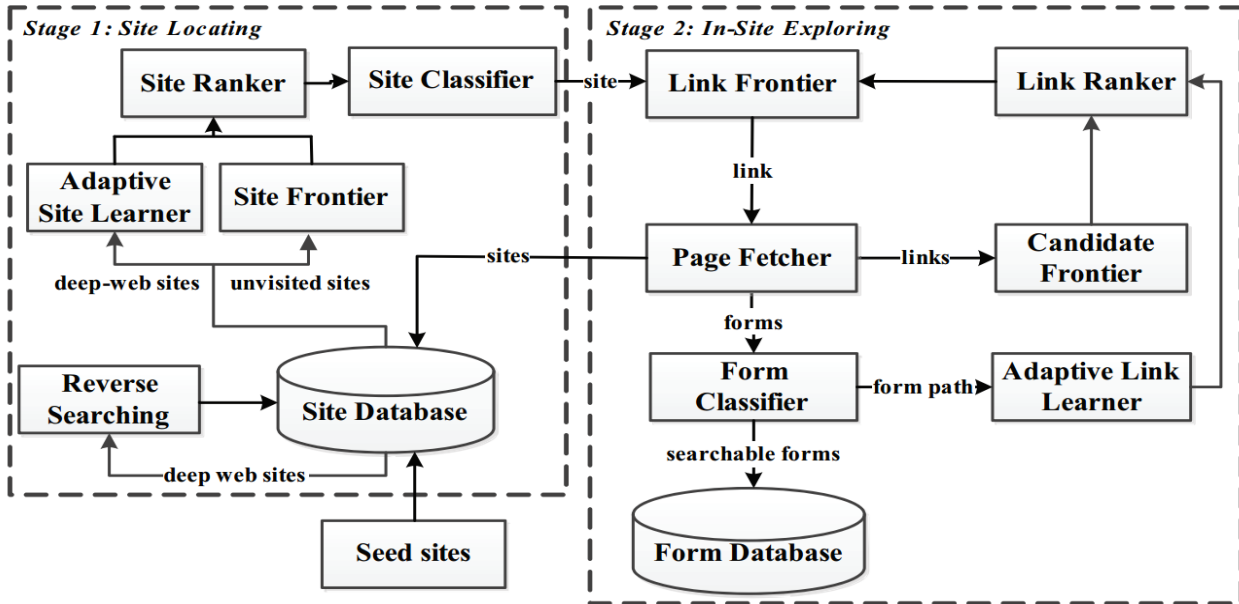 Stage 1: Site Locating
Site Ranker
Site Classifier
site
Adaptive
Site Learner
Site Frontier
deep-web sites
unvisited sites
Reverse
Searching
Site Database
deep web sites
Seed sites
Stage 2: In-Site Exploring
Link Frontier
Link Ranker
link
sites
Page Fetcher
links
Candidate
Frontier
forms
Form
Classifier
form path
Adaptive Link
Learner
searchable forms
Form Database